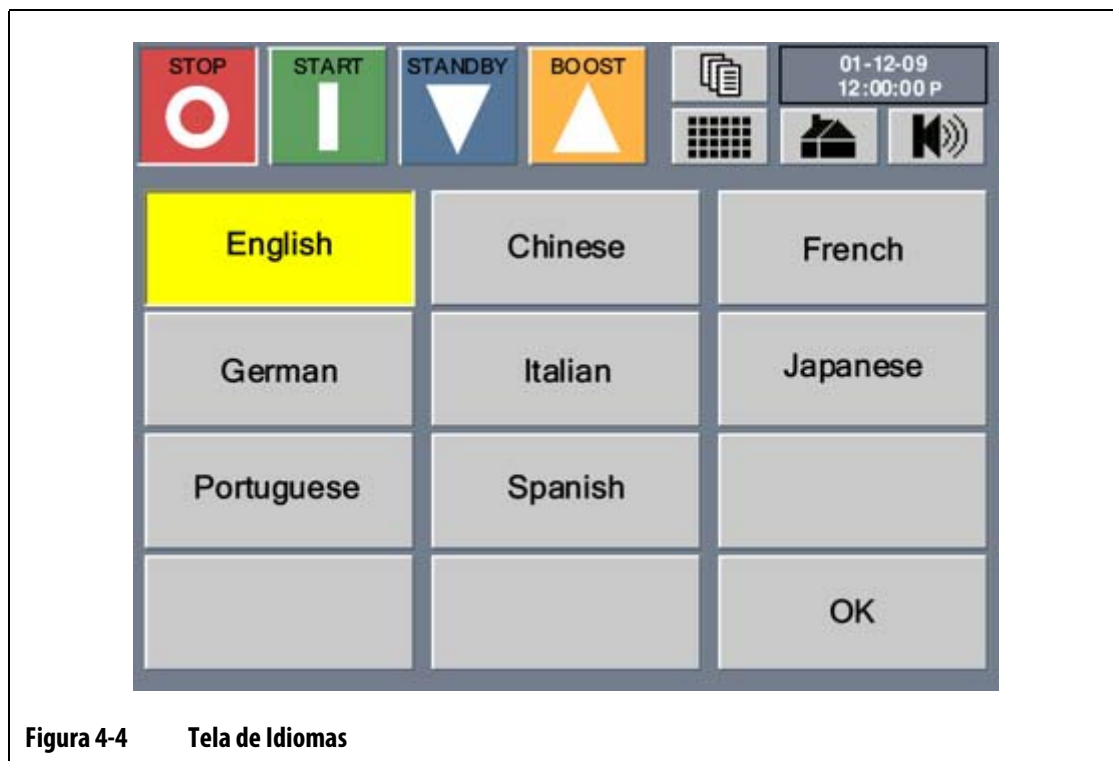 STOP START STANDBY BOOST
01-12-09
12:00:00 P
English Chinese French
German Italian Japanese
Portuguese Spanish
OK
Figura 4-4 Tela de Idiomas